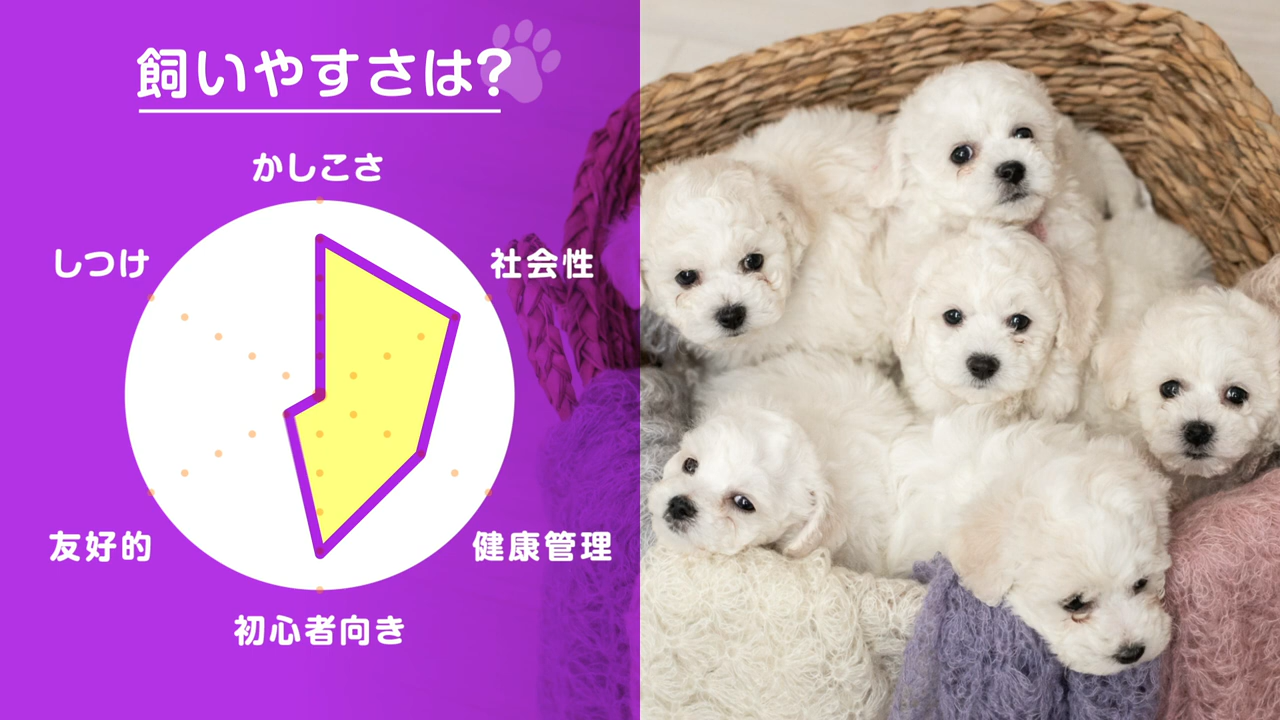 飼いやすさは?
かしこさ
しつけ
社会性
友好的
健康管理
初心者向き